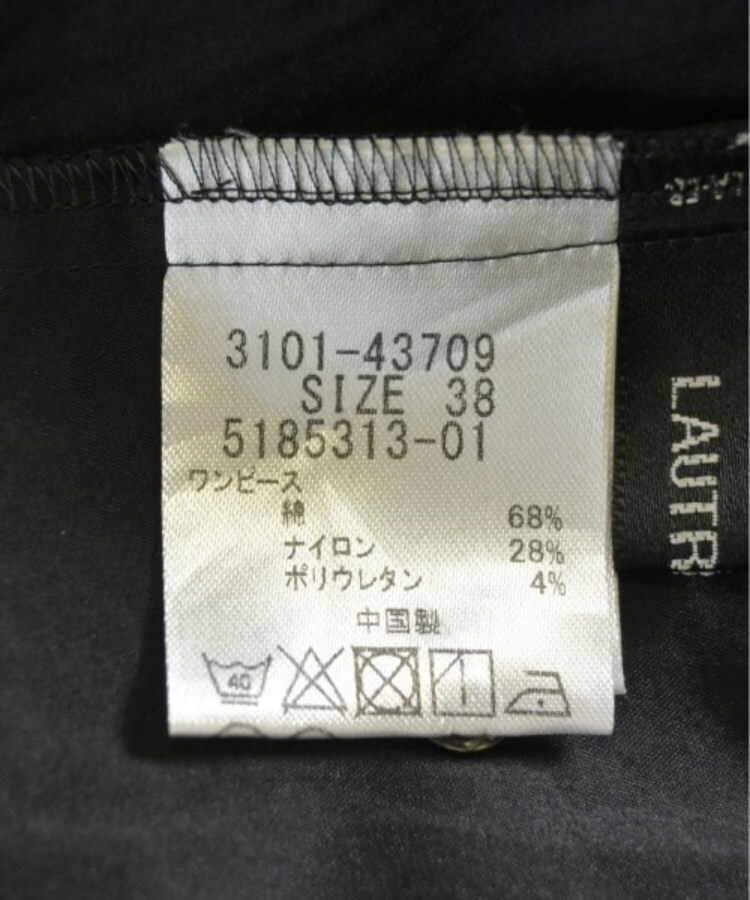 3101-43709
SIZE 38
5185313-01
ワンピース
綿 68%
ナイロン 28%
ポリウレタン 4%
中国製
40
LAUTR